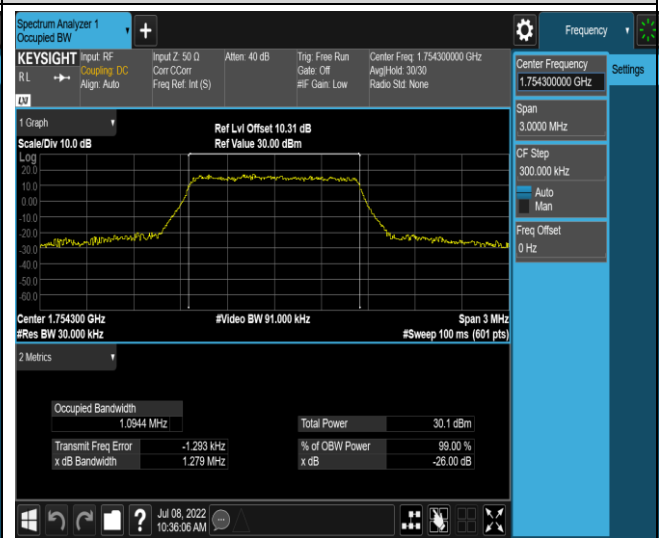 Spectrum Analyzer 1
Occupied BW
+
Frequency
KEYSIGHT
Input: RF
Coupling: DC
Align: Auto
Input Z: 50 Ω
Corr CCorr
Freq Ref: Int (S)
Atten: 40 dB
Trig: Free Run
Gate: Off
#IF Gain: Low
Center Freq: 1.754300000 GHz
Avg|Hold: 30/30
Radio Std: None
R L
LXI
Center Frequency
1.754300000 GHz
Settings
Span
3.0000 MHz
CF Step
300.000 kHz
Auto
Man
Freq Offset
0 Hz
1 Graph
Scale/Div 10.0 dB
Ref Lvl Offset 10.31 dB
Ref Value 30.00 dBm
Log
20.0
10.0
0.00
-10.0
-20.0
-30.0
-40.0
-50.0
-60.0
Center 1.754300 GHz
#Video BW 91.000 kHz
Span 3 MHz
#Res BW 30.000 kHz
#Sweep 100 ms (601 pts)
2 Metrics
Occupied Bandwidth
1.0944 MHz
Total Power 30.1 dBm
Transmit Freq Error -1.293 kHz
% of OBW Power 99.00 %
x dB Bandwidth 1.279 MHz
x dB -26.00 dB
?
Jul 08, 2022
10:36:06 AM